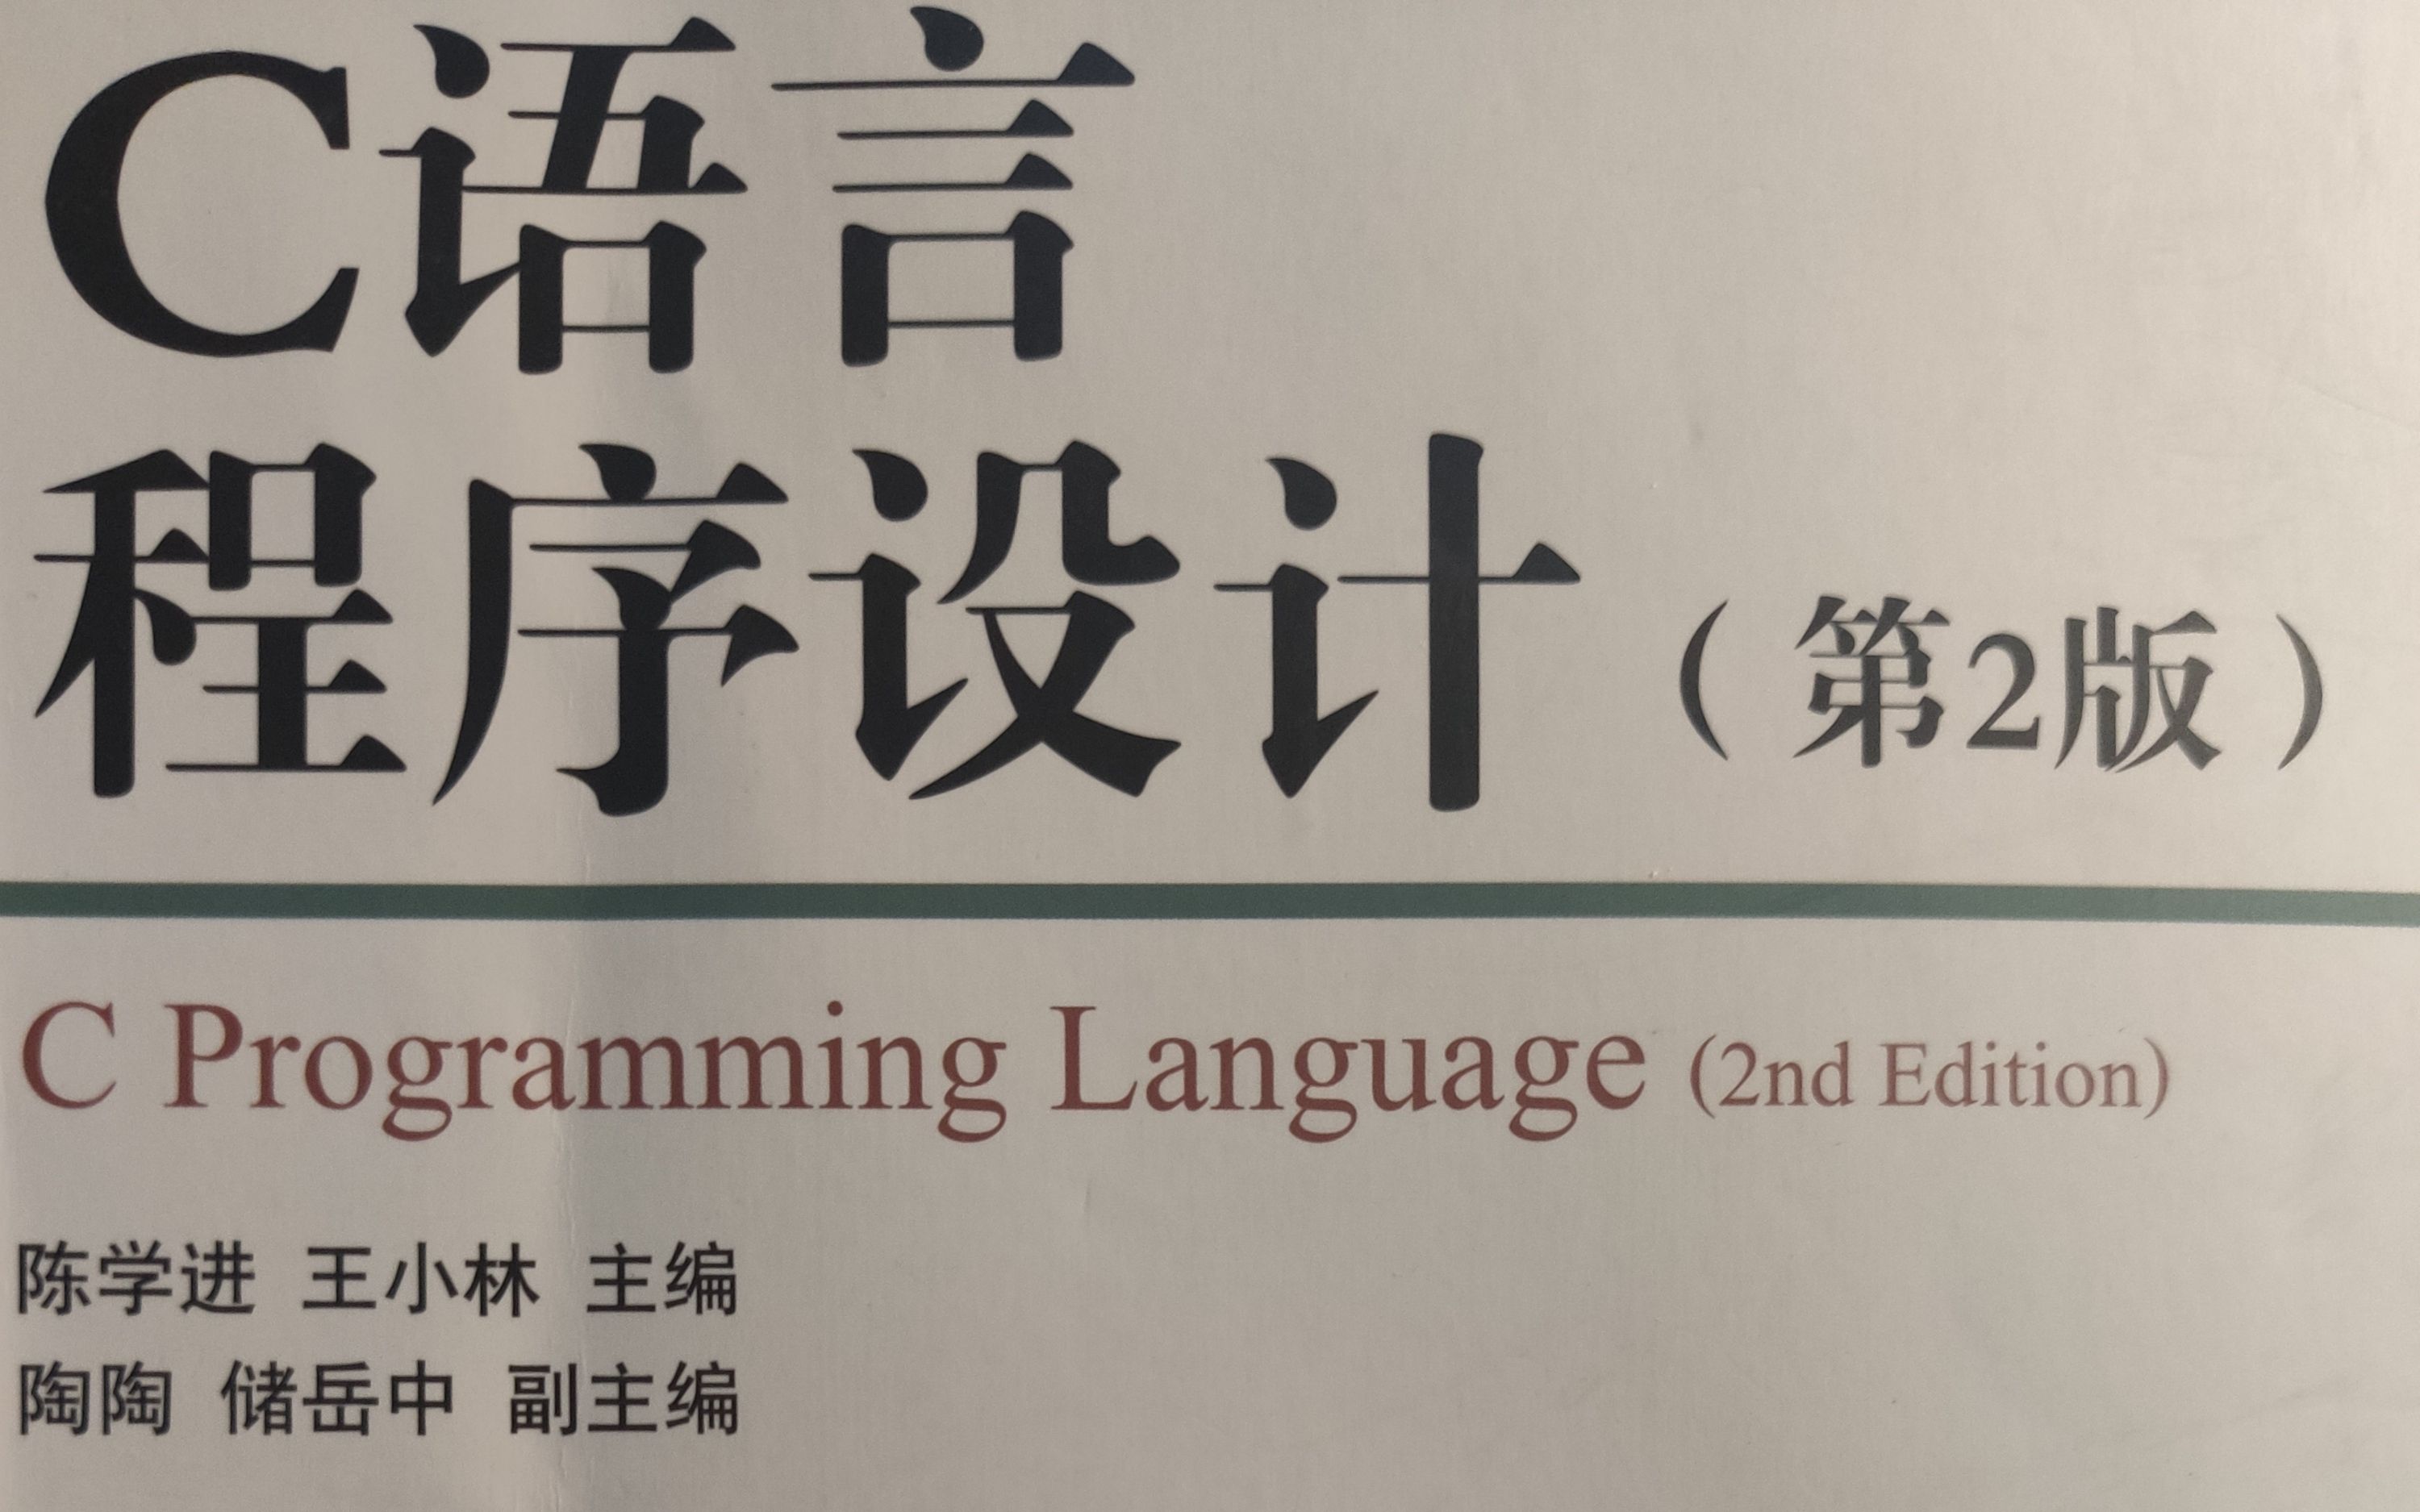 C语言
程序设计（第2版）
C Programming Language (2nd Edition)
陈学进 王小林 主编
陶陶 储岳中 副主编